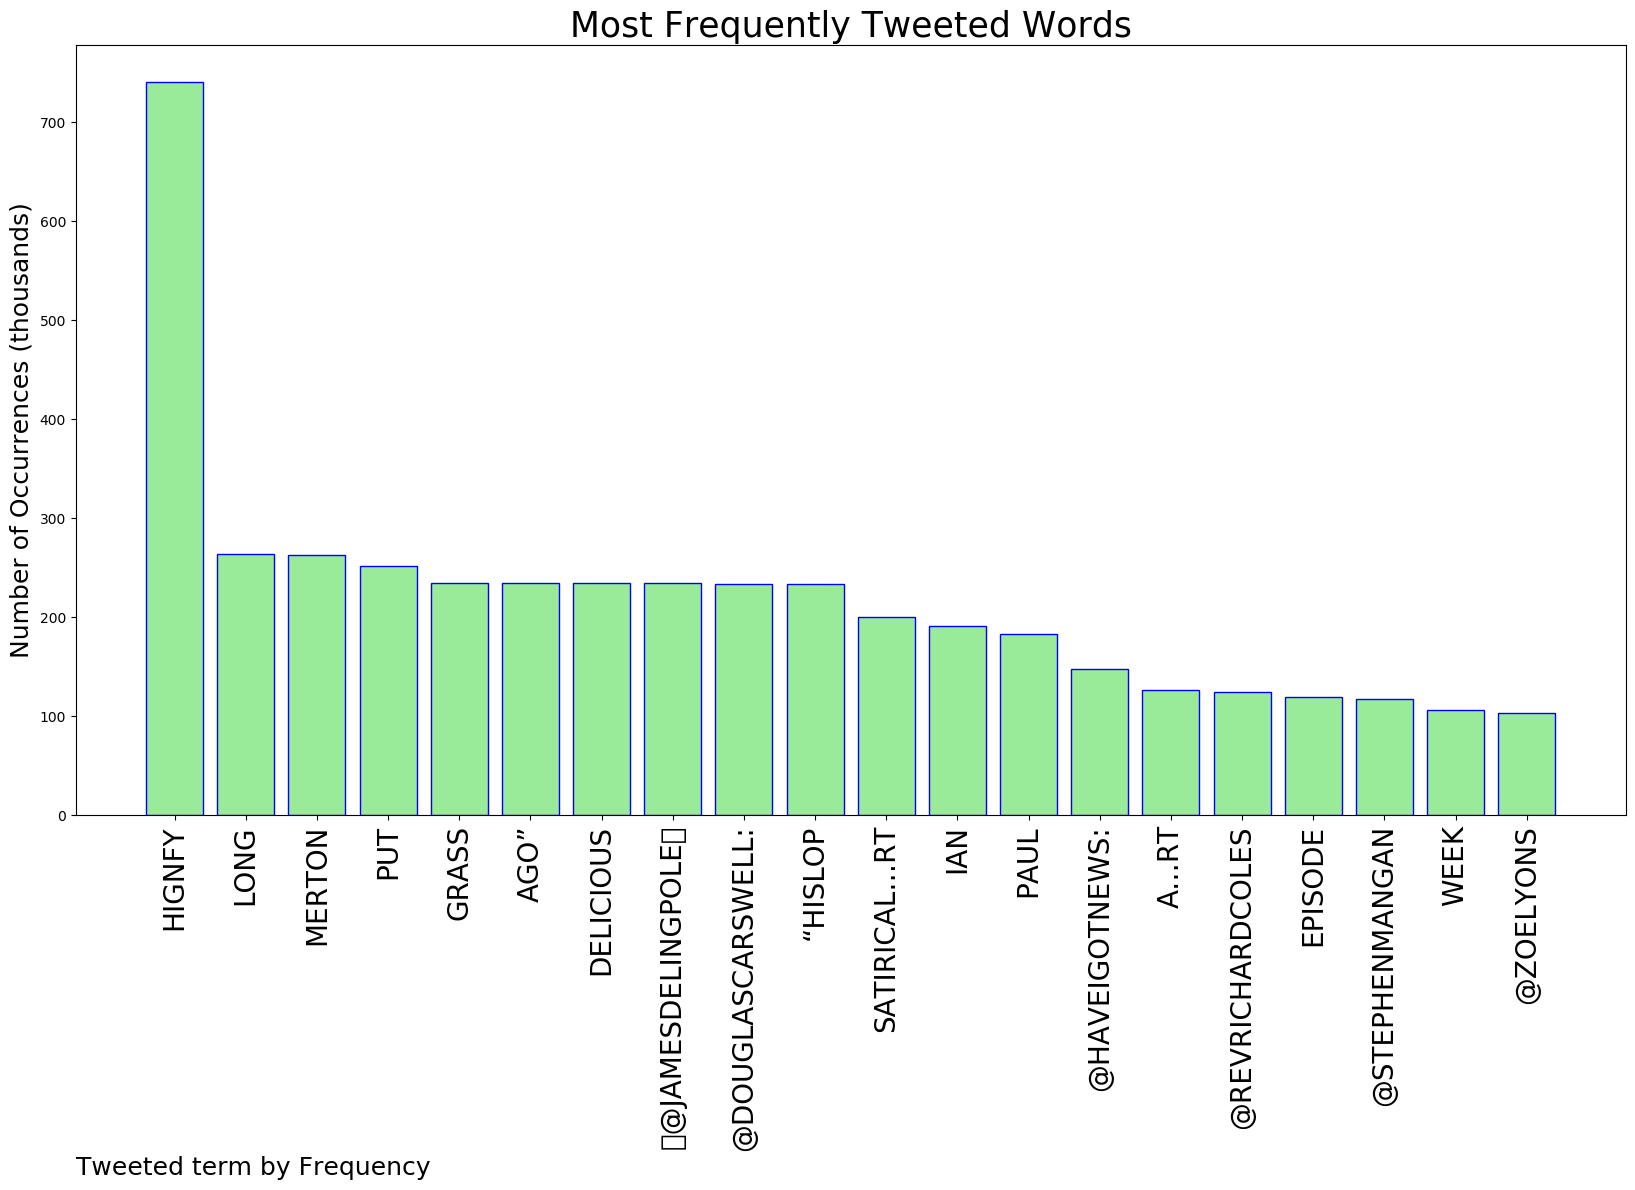 Most Frequently Tweeted Words
Number of Occurrences (thousands)
700
600
500
400
300
200
100
0
HIGNFY
LONG
MERTON
PUT
GRASS
AGO”
DELICIOUS
▯@JAMESDELINGPOLE▯
@DOUGLASCARSWELL:
“HISLOP
SATIRICAL...RT
IAN
PAUL
@HAVEIGOTNEWS:
A...RT
@REVRICHARDCOLES
EPISODE
@STEPHENMANGAN
WEEK
@ZOELYONS
Tweeted term by Frequency